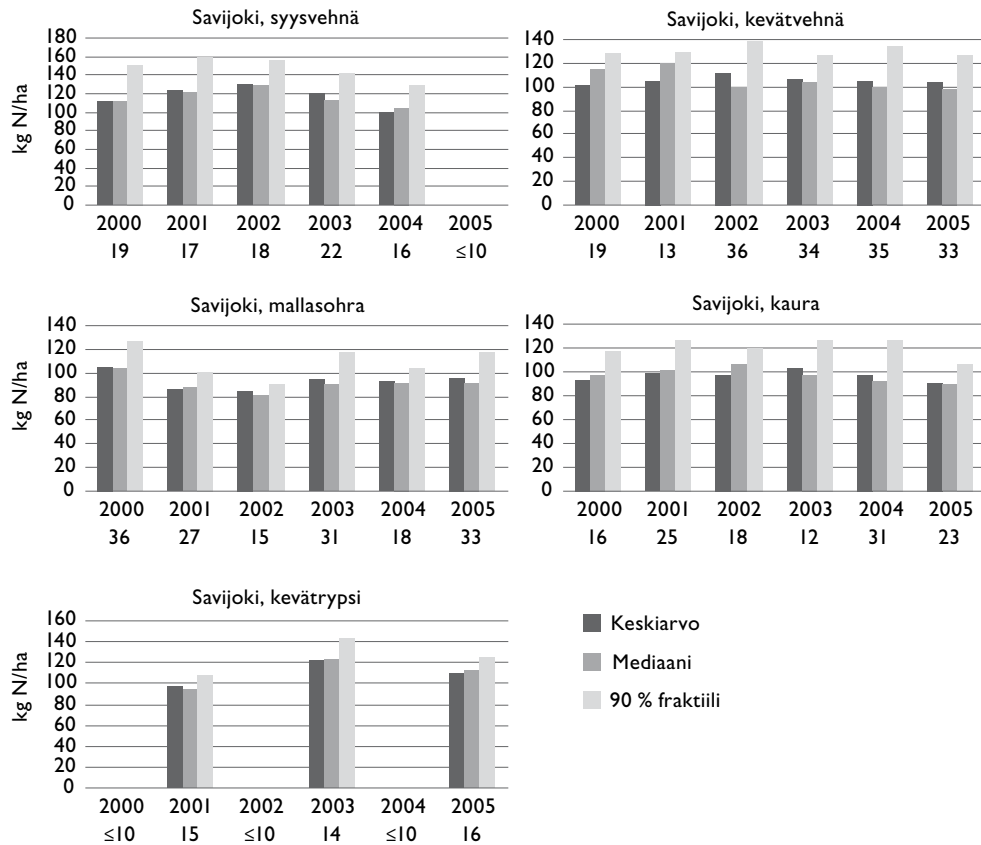 Savijoki, syysvehnä
kg N/ha
180
160
140
120
100
80
60
40
20
0
2000 2001 2002 2003 2004 2005
19 17 18 22 16 ≤10
Savijoki, kevätvehnä
140
120
100
80
60
40
20
0
2000 2001 2002 2003 2004 2005
19 13 36 34 35 33
Savijoki, mallasohra
kg N/ha
140
120
100
80
60
40
20
0
2000 2001 2002 2003 2004 2005
36 27 15 31 18 33
Savijoki, kaura
140
120
100
80
60
40
20
0
2000 2001 2002 2003 2004 2005
16 25 18 12 31 23
Savijoki, kevätrypsi
kg N/ha
160
140
120
100
80
60
40
20
0
2000 2001 2002 2003 2004 2005
≤10 15 ≤10 14 ≤10 16
Keskiarvo
Mediaani
90 % fraktiili